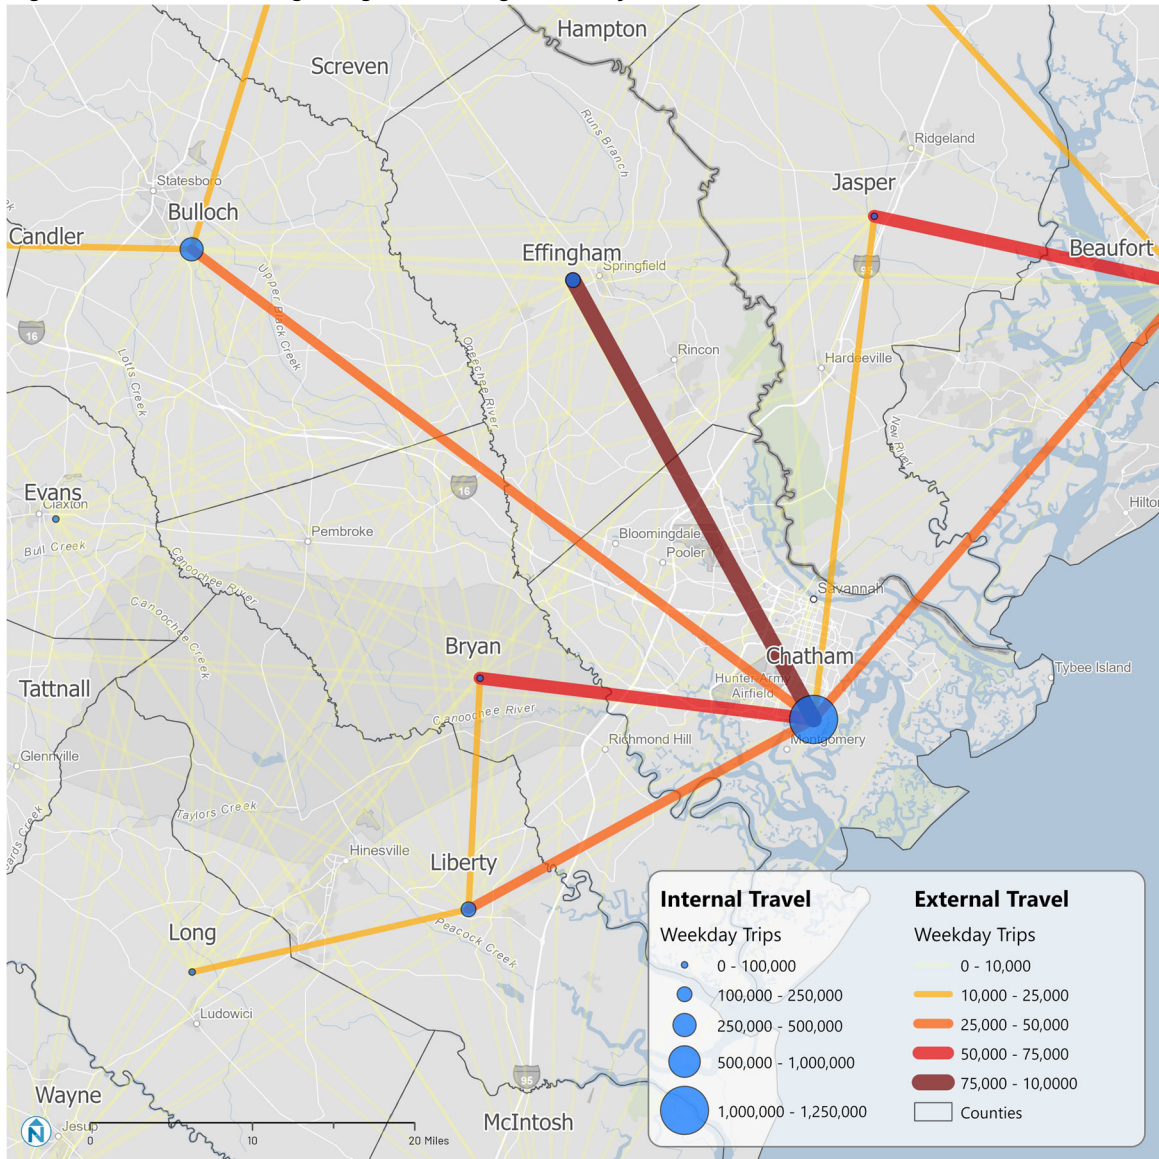 Hampton
Screven
Runs Branch
Ridgeland
Statesboro
Jasper
Bulloch
Candler
Effingham
Beaufort
Springfield
95
Upper Black Creek
16
Ogeechee River
Rincon
Hardeeville
Lotts Creek
New River
16
Evans
Claxton
Hilton
Pembroke
Bloomingdale
Pooler
Bull Creek
Canoochee River
Savannah
Canoochee Creek
Bryan
Chatham
Tybee Island
Tattnall
Hunter Army
Airfield
Canoochee River
Richmond Hill
Montgomery
Glennville
Taylors Creek
Hinesville
Liberty
Long
Peacock Creek
Ludowici
95
Wayne
McIntosh
Jesup
N
0 10 20 Miles
Internal Travel
Weekday Trips
0 - 100,000
100,000 - 250,000
250,000 - 500,000
500,000 - 1,000,000
1,000,000 - 1,250,000
External Travel
Weekday Trips
0 - 10,000
10,000 - 25,000
25,000 - 50,000
50,000 - 75,000
75,000 - 10,0000
Counties